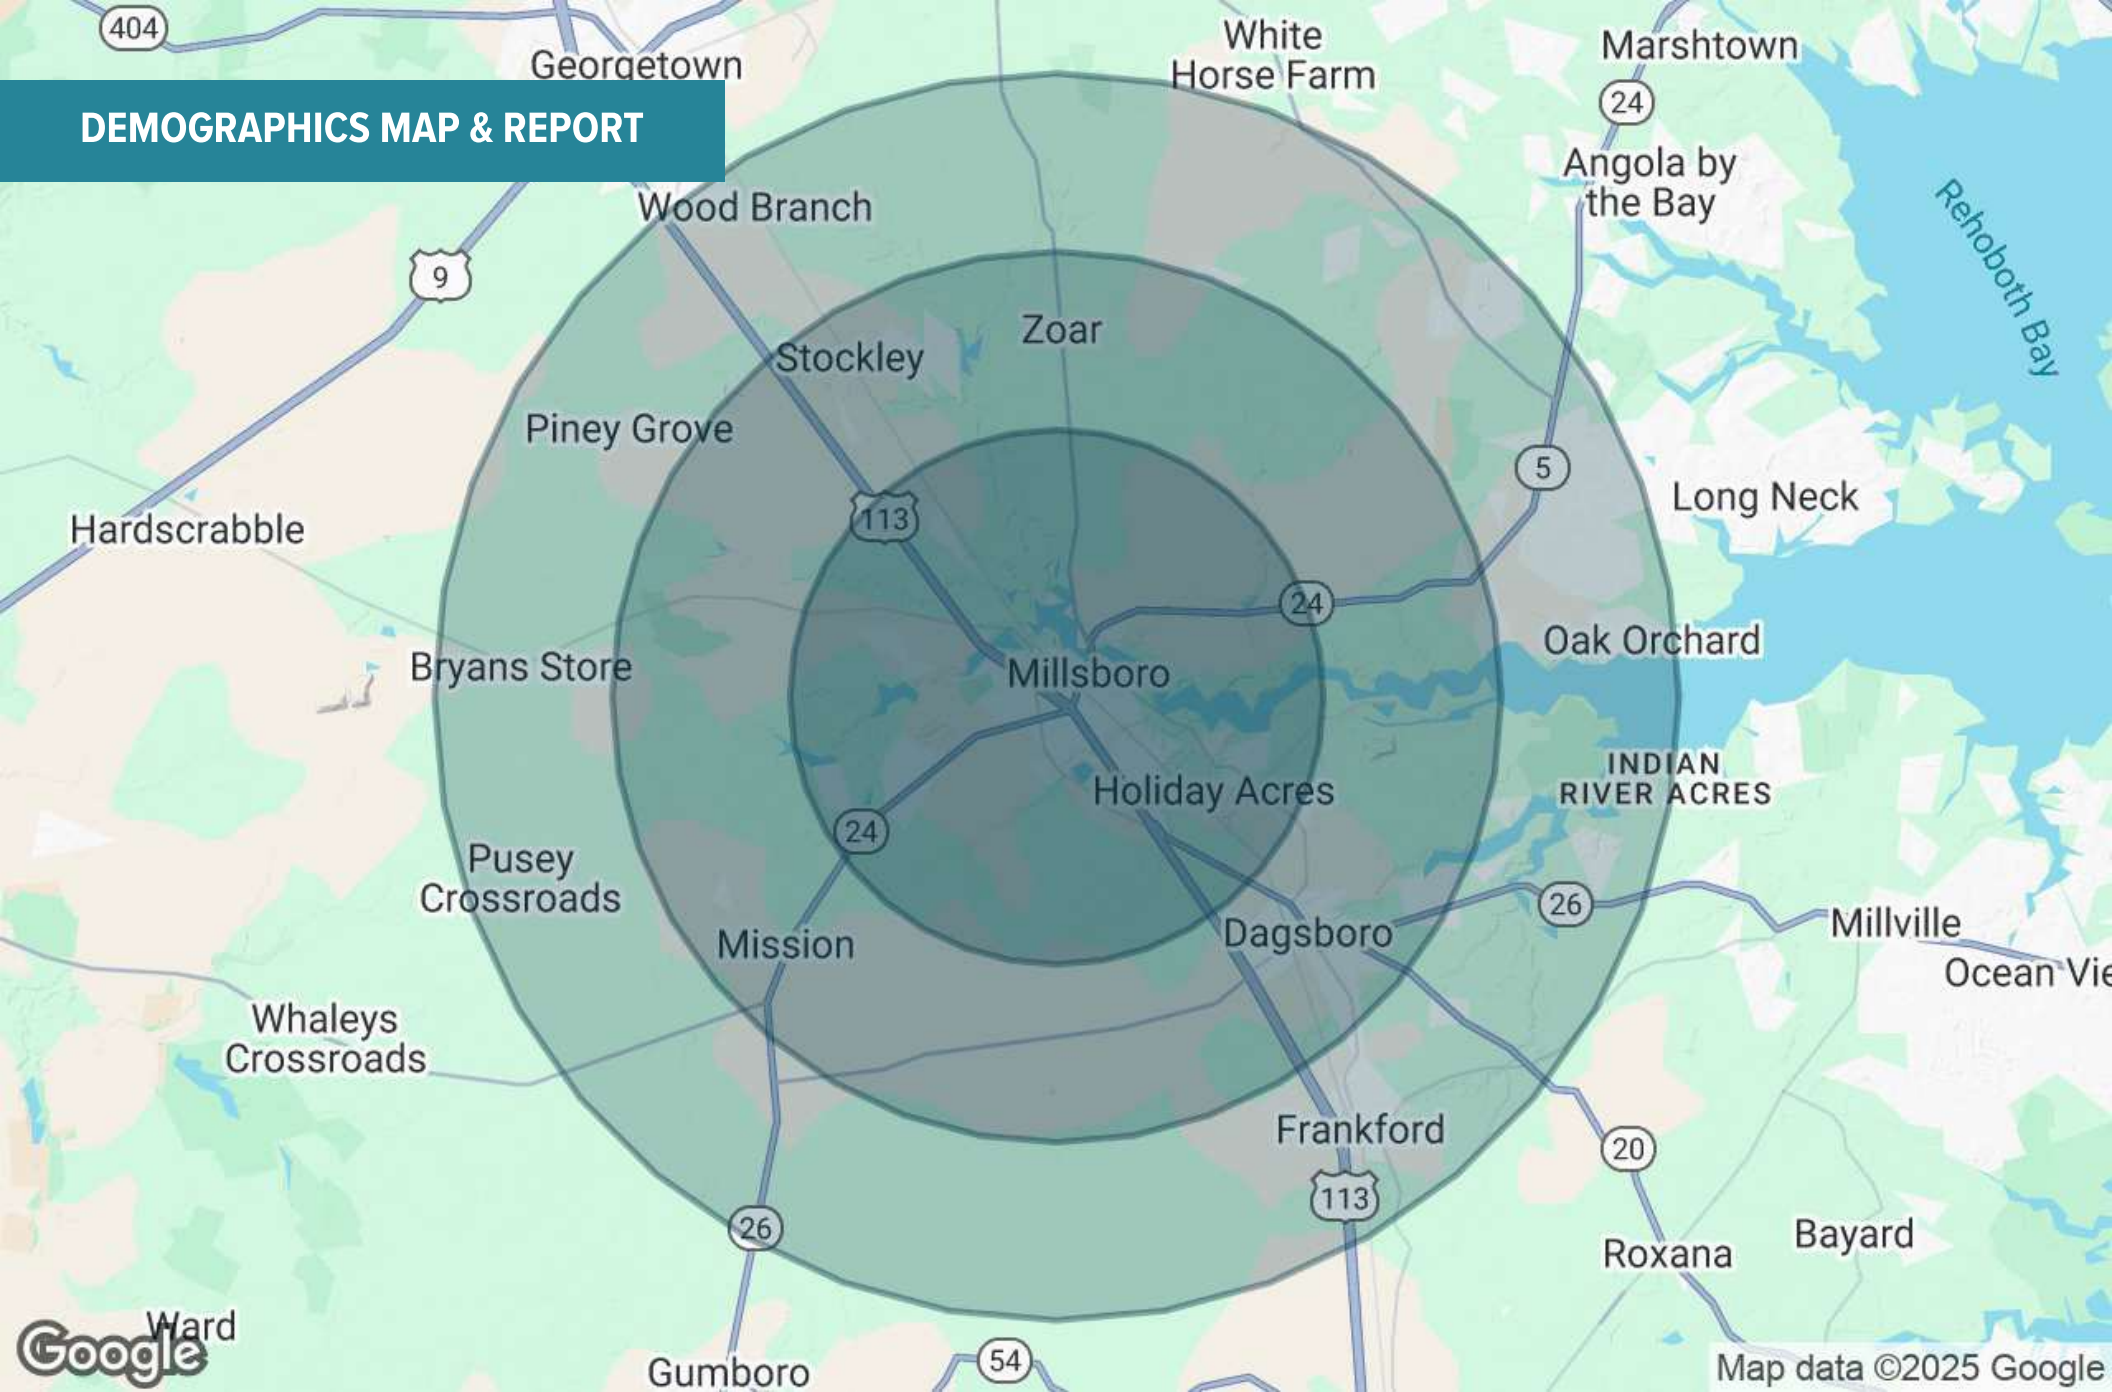 404
Georgetown
White
Horse Farm
Marshtown
24
DEMOGRAPHICS MAP & REPORT
Angola by
the Bay
Wood Branch
Rehoboth Bay
9
Zoar
Stockley
Piney Grove
5
Long Neck
113
Hardscrabble
24
Oak Orchard
Bryans Store
Millsboro
INDIAN
RIVER ACRES
Holiday Acres
24
Pusey
Crossroads
26
Millville
Mission
Dagsboro
Ocean Vie
Whaleys
Crossroads
Frankford
20
113
26
Bayard
Roxana
Ward
Google
54
Gumboro
Map data ©2025 Google